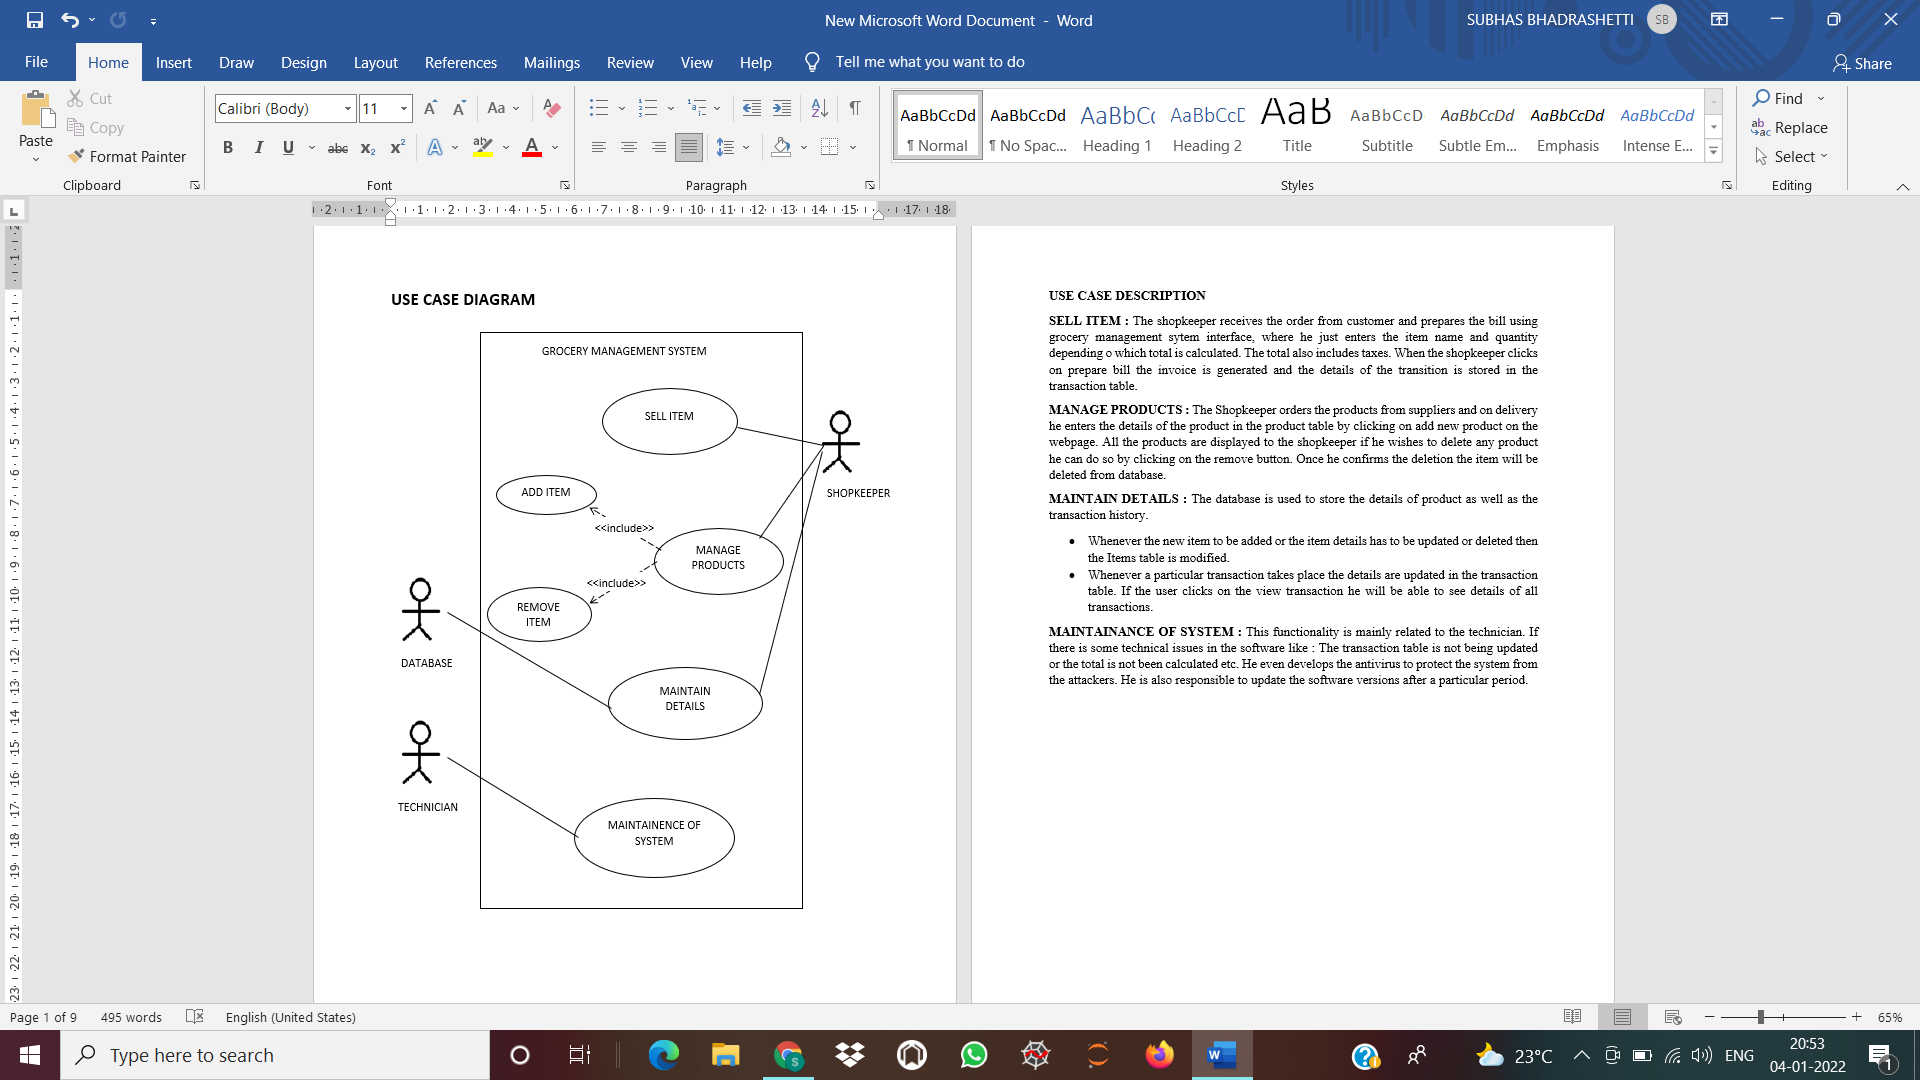 New Microsoft Word Document - Word
SUBHAS BHADRASHETTI
SB
File
Home
Insert
Draw
Design
Layout
References
Mailings
Review
View
Help
Tell me what you want to do
Share
Paste
Cut
Copy
Format Painter
Clipboard
Calibri (Body)
11
Font
Paragraph
AaBbCcDd
¶ Normal
AaBbCcDd
¶ No Spac...
AaBbCc
Heading 1
AaBbCcD
Heading 2
AaB
Title
AaBbCcD
Subtitle
AaBbCcDd
Subtle Em...
AaBbCcDd
Emphasis
AaBbCcDd
Intense E...
Styles
Find
Replace
Select
Editing
USE CASE DIAGRAM
GROCERY MANAGEMENT SYSTEM
SELL ITEM
SHOPKEEPER
ADD ITEM
<<include>>
MANAGE
PRODUCTS
<<include>>
REMOVE
ITEM
DATABASE
MAINTAIN
DETAILS
TECHNICIAN
MAINTAINENCE OF
SYSTEM
USE CASE DESCRIPTION
SELL ITEM : The shopkeeper receives the order from customer and prepares the bill using
grocery management sytem interface, where he just enters the item name and quantity
depending o which total is calculated. The total also includes taxes. When the shopkeeper clicks
on prepare bill the invoice is generated and the details of the transition is stored in the
transaction table.
MANAGE PRODUCTS : The Shopkeeper orders the products from suppliers and on delivery
he enters the details of the product in the product table by clicking on add new product on the
webpage. All the products are displayed to the shopkeeper if he wishes to delete any product
he can do so by clicking on the remove button. Once he confirms the deletion the item will be
deleted from database.
MAINTAIN DETAILS : The database is used to store the details of product as well as the
transaction history.
• Whenever the new item to be added or the item details has to be updated or deleted then
the Items table is modified.
• Whenever a particular transaction takes place the details are updated in the transaction
table. If the user clicks on the view transaction he will be able to see details of all
transactions.
MAINTAINANCE OF SYSTEM : This functionality is mainly related to the technician. If
there is some technical issues in the software like : The transaction table is not being updated
or the total is not been calculated etc. He even develops the antivirus to protect the system from
the attackers. He is also responsible to update the software versions after a particular period.
Page 1 of 9
495 words
English (United States)
65%
Type here to search
23°C
ENG
20:53
04-01-2022
1